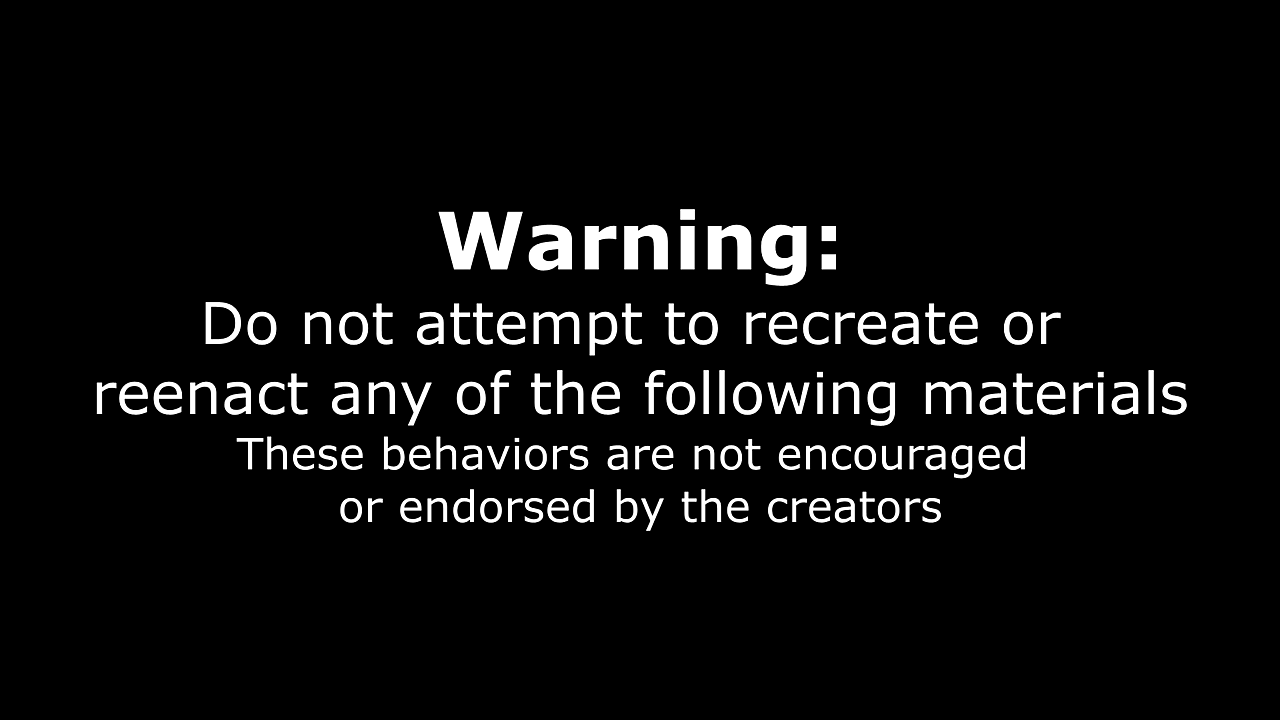 Warning:
Do not attempt to recreate or
reenact any of the following materials
These behaviors are not encouraged
or endorsed by the creators